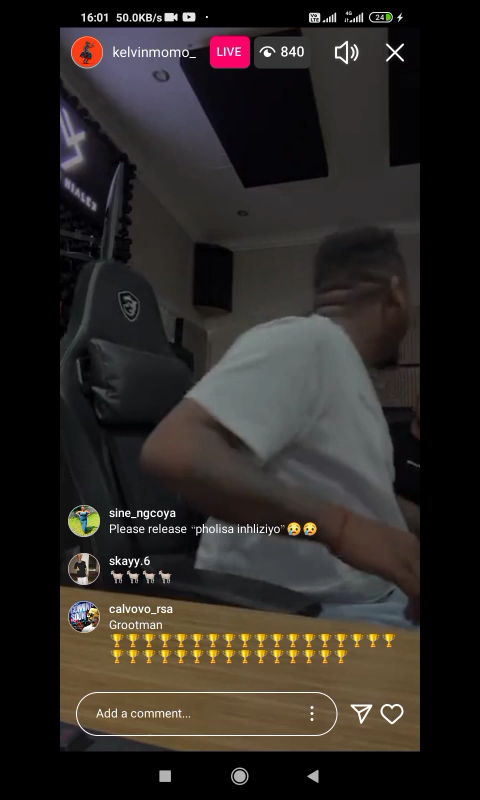 16:01 50.0KB/s
4G
24
kelvinmomo_
LIVE
840
sine_ngcoya
Please release “pholisa inhliziyo”😢😢
skayy.6
🐐🐐🐐🐐
calvovo_rsa
Grootman
🏆🏆🏆🏆🏆🏆🏆🏆🏆🏆🏆🏆🏆🏆🏆🏆🏆🏆
🏆🏆🏆🏆🏆🏆🏆🏆🏆🏆🏆🏆🏆🏆🏆
Add a comment...